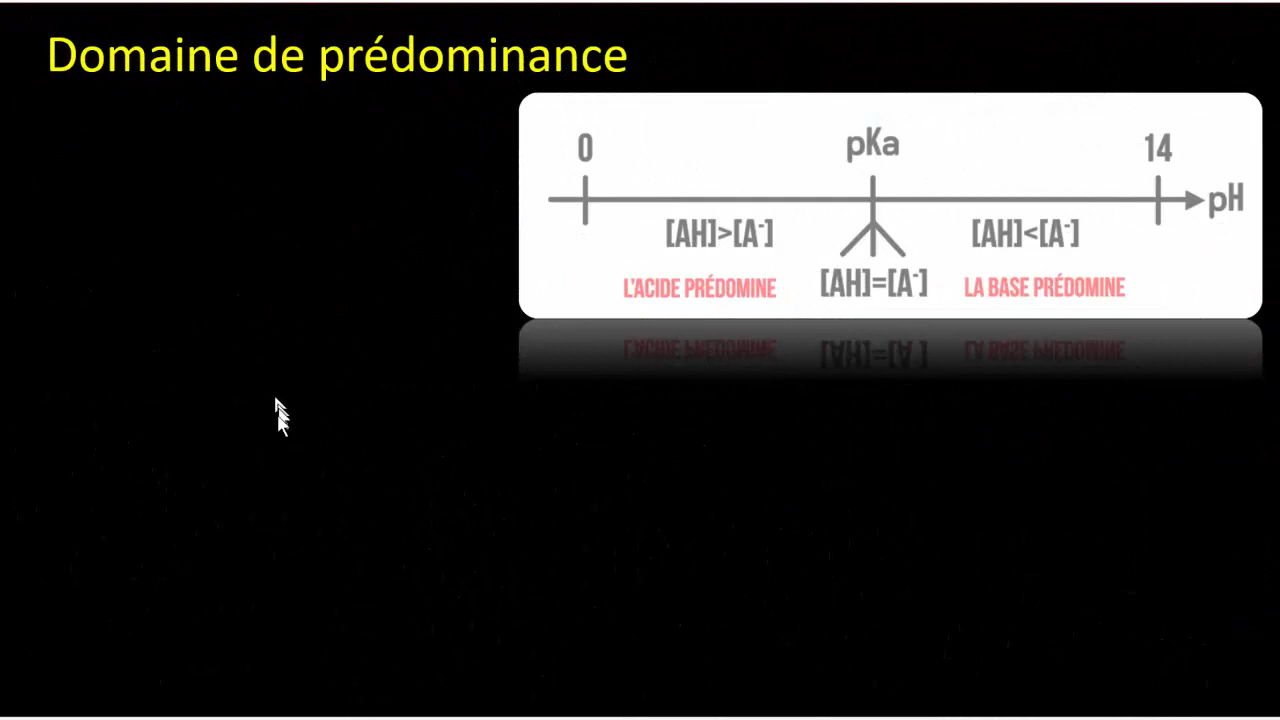 Domaine de prédominance
0 pKa 14
pH
[AH]>[A⁻] [AH]<[A⁻]
[AH]=[A⁻]
L'ACIDE PRÉDOMINE LA BASE PRÉDOMINE